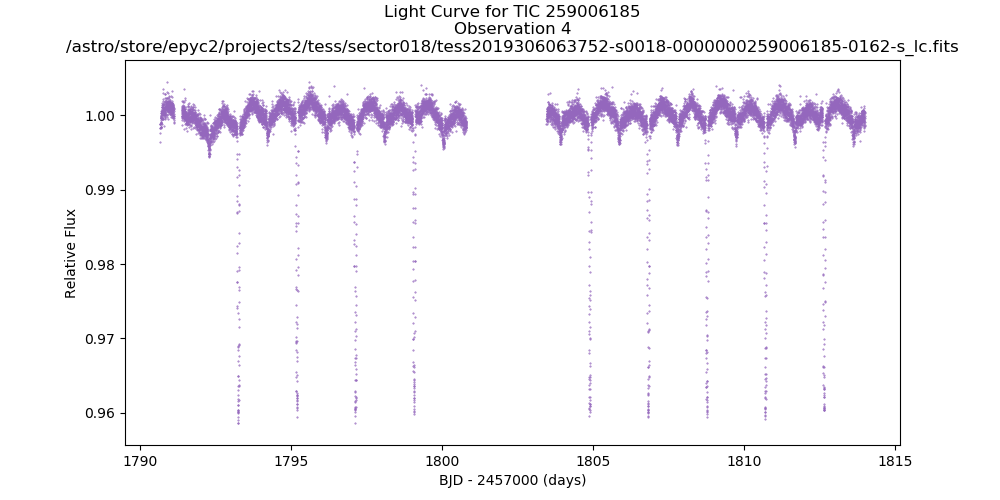 Light Curve for TIC 259006185
Observation 4
/astro/store/epyc2/projects2/tess/sector018/tess2019306063752-s0018-0000000259006185-0162-s_lc.fits
1.00
0.99
0.98
0.97
0.96
Relative Flux
1790
1795
1800
1805
1810
1815
BJD - 2457000 (days)